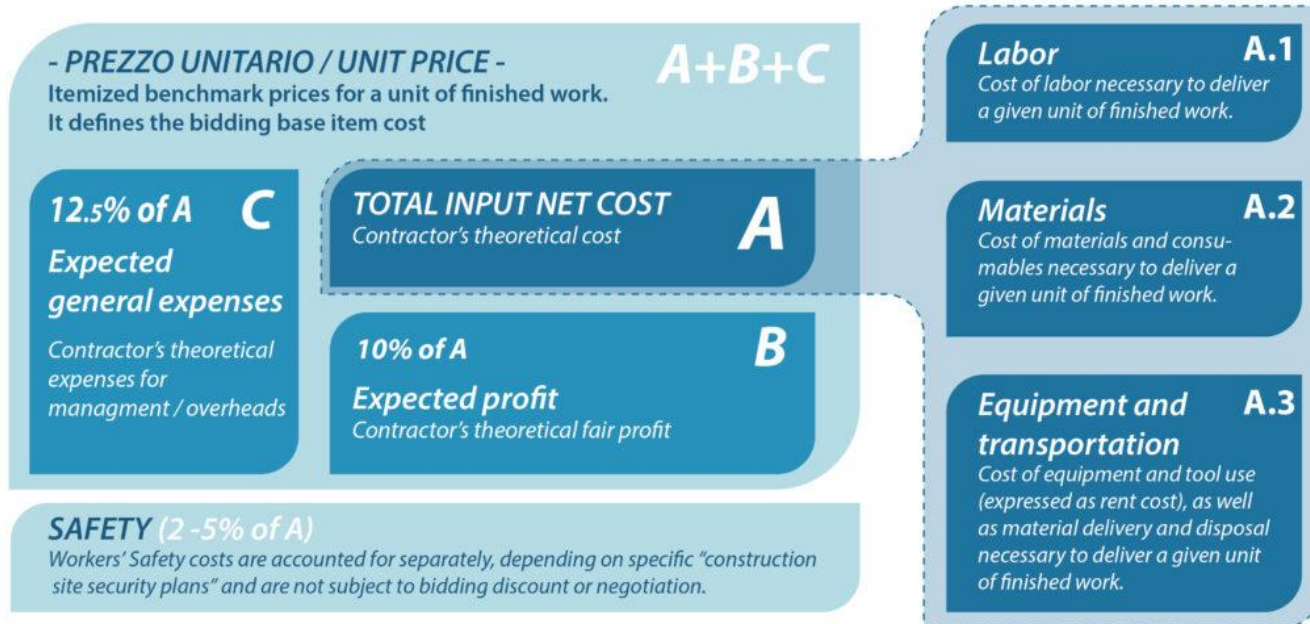 - PREZZO UNITARIO / UNIT PRICE -
A+B+C
Itemized benchmark prices for a unit of finished work.
It defines the bidding base item cost
12.5% of A
C
Expected
general expenses
Contractor's theoretical
expenses for
managment / overheads
TOTAL INPUT NET COST
Contractor's theoretical cost
A
10% of A
B
Expected profit
Contractor's theoretical fair profit
SAFETY (2 -5% of A)
Workers' Safety costs are accounted for separately, depending on specific "construction
site security plans" and are not subject to bidding discount or negotiation.
Labor
A.1
Cost of labor necessary to deliver
a given unit of finished work.
Materials
A.2
Cost of materials and consu-
mables necessary to deliver a
given unit of finished work.
Equipment and
A.3
transportation
Cost of equipment and tool use
(expressed as rent cost), as well
as material delivery and disposal
necessary to deliver a given unit
of finished work.